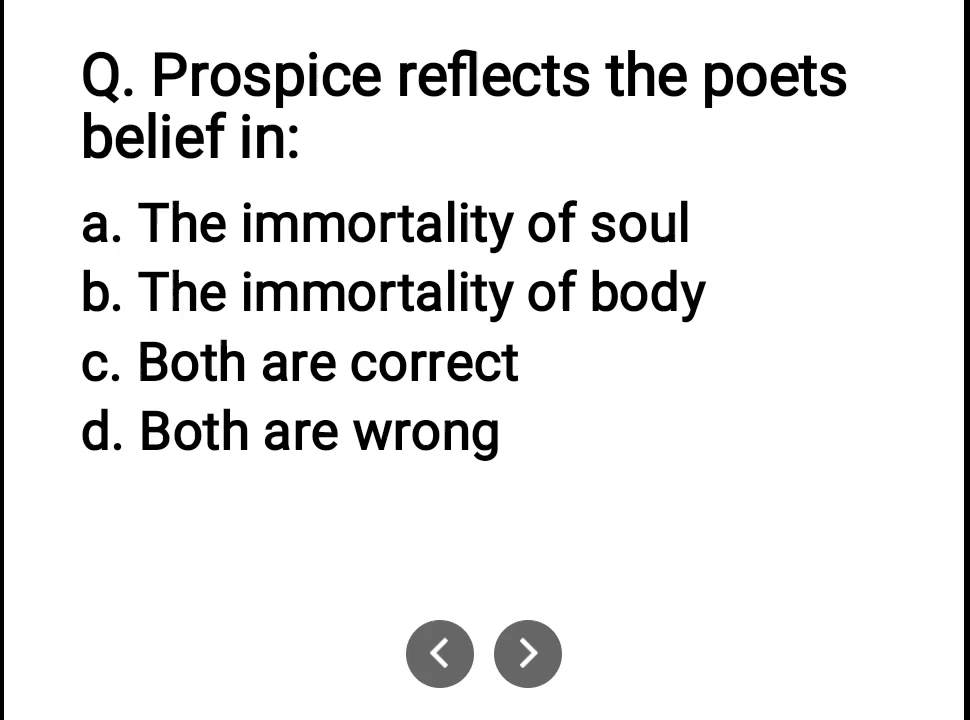 Q. Prospice reflects the poets
belief in:
a. The immortality of soul
b. The immortality of body
c. Both are correct
d. Both are wrong